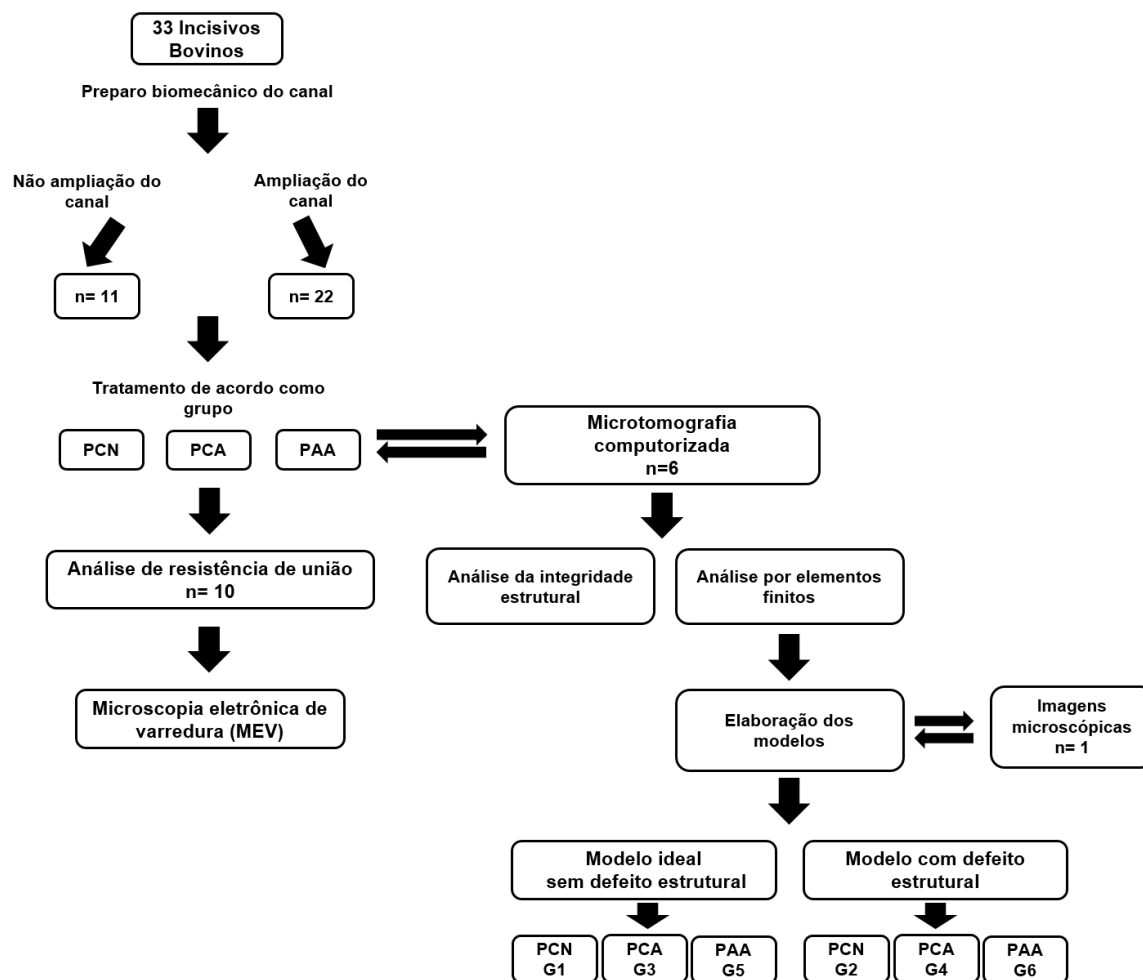 33 Incisivos
Bovinos
Preparo biomecânico do canal
Não ampliação do
canal
Ampliação do
canal
n= 11
n= 22
Tratamento de acordo como
grupo
PCN
PCA
PAA
Microtomografia
computorizada
n=6
Análise de resistência de união
n= 10
Análise da integridade
estrutural
Análise por elementos
finitos
Microscopia eletrônica de
varredura (MEV)
Elaboração dos
modelos
Imagens
microscópicas
n= 1
Modelo ideal
sem defeito estrutural
Modelo com defeito
estrutural
PCN
G1
PCA
G3
PAA
G5
PCN
G2
PCA
G4
PAA
G6